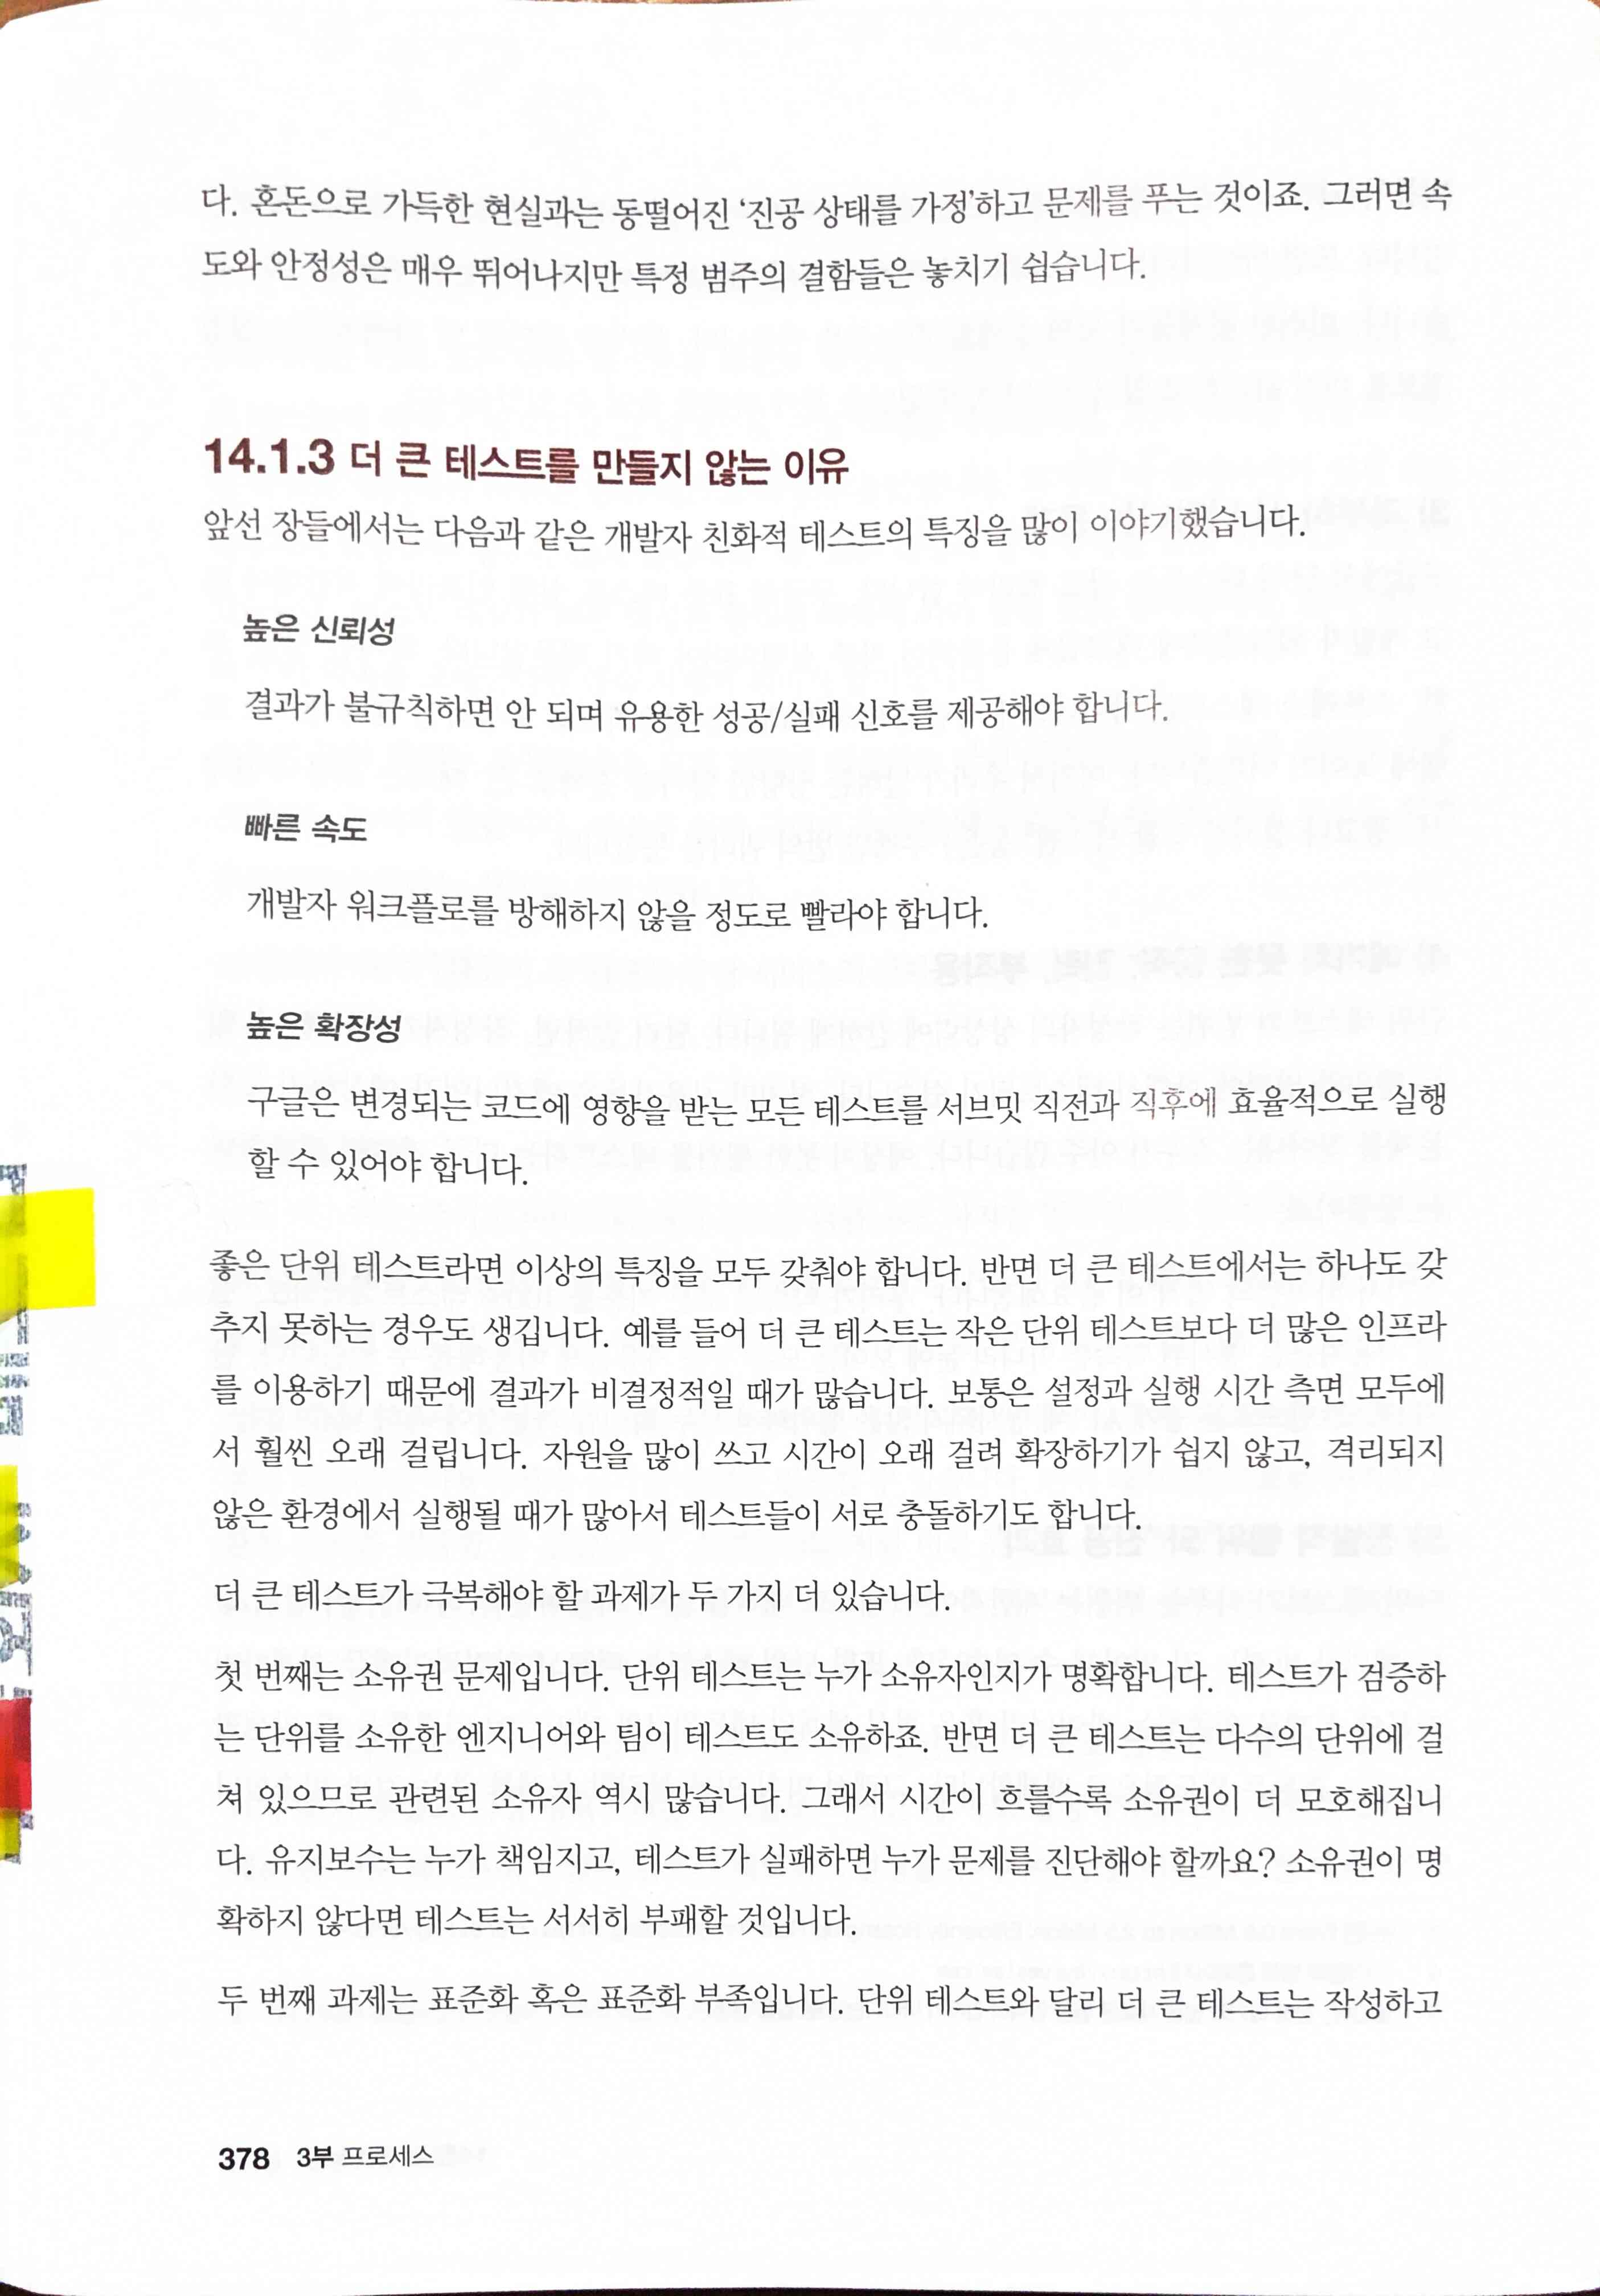 다. 혼돈으로 가득한 현실과는 동떨어진 ‘진공 상태를 가정’하고 문제를 푸는 것이죠. 그러면 속
도와 안정성은 매우 뛰어나지만 특정 범주의 결함들은 놓치기 쉽습니다.
14.1.3 더 큰 테스트를 만들지 않는 이유
앞선 장들에서는 다음과 같은 개발자 친화적 테스트의 특징을 많이 이야기했습니다.
높은 신뢰성
결과가 불규칙하면 안 되며 유용한 성공/실패 신호를 제공해야 합니다.
빠른 속도
개발자 워크플로를 방해하지 않을 정도로 빨라야 합니다.
높은 확장성
구글은 변경되는 코드에 영향을 받는 모든 테스트를 서브밋 직전과 직후에 효율적으로 실행
할 수 있어야 합니다.
좋은 단위 테스트라면 이상의 특징을 모두 갖춰야 합니다. 반면 더 큰 테스트에서는 하나도 갖
추지 못하는 경우도 생깁니다. 예를 들어 더 큰 테스트는 작은 단위 테스트보다 더 많은 인프라
를 이용하기 때문에 결과가 비결정적일 때가 많습니다. 보통은 설정과 실행 시간 측면 모두에
서 훨씬 오래 걸립니다. 자원을 많이 쓰고 시간이 오래 걸려 확장하기가 쉽지 않고, 격리되지
않은 환경에서 실행될 때가 많아서 테스트들이 서로 충돌하기도 합니다.
더 큰 테스트가 극복해야 할 과제가 두 가지 더 있습니다.
첫 번째는 소유권 문제입니다. 단위 테스트는 누가 소유자인지가 명확합니다. 테스트가 검증하
는 단위를 소유한 엔지니어와 팀이 테스트도 소유하죠. 반면 더 큰 테스트는 다수의 단위에 걸
쳐 있으므로 관련된 소유자 역시 많습니다. 그래서 시간이 흐를수록 소유권이 더 모호해집니
다. 유지보수는 누가 책임지고, 테스트가 실패하면 누가 문제를 진단해야 할까요? 소유권이 명
확하지 않다면 테스트는 서서히 부패할 것입니다.
두 번째 과제는 표준화 혹은 표준화 부족입니다. 단위 테스트와 달리 더 큰 테스트는 작성하고
378 3부 프로세스